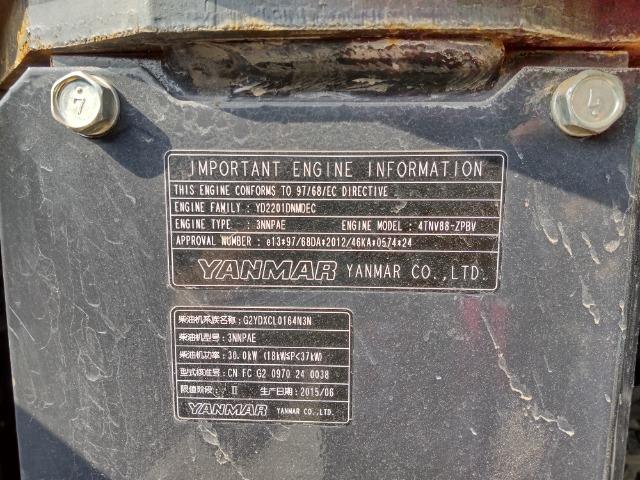 7
4
IMPORTANT ENGINE INFORMATION
THIS ENGINE CONFORMS TO 97/68/EC DIRECTIVE
ENGINE FAMILY : YD2201DNMDEC
ENGINE TYPE : 3NNPAE ENGINE MODEL : 4TNV88-ZPBV
APPROVAL NUMBER : e13*97/68DA*2012/46KA*0574*24
YANMAR YANMAR CO.,LTD.
柴油机系族名称: G2YDXCL0164N3N
柴油机型号: 3NNPAE
柴油机功率: 30.0kW (18kW≤P<37kW)
型式核准号: CN FC G2 0970 24 0038
限值阶段: II 生产日期: 2015/06
YANMAR YANMAR CO.,LTD.